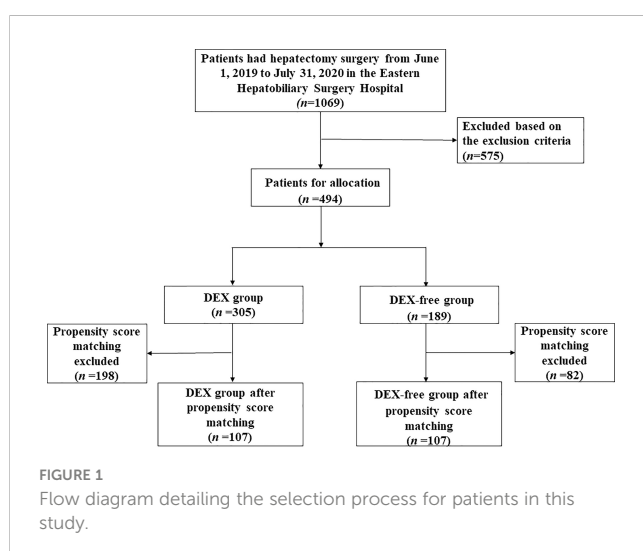 Patients had hepatectomy surgery from June
1, 2019 to July 31, 2020 in the Eastern
Hepatobiliary Surgery Hospital
(n=1069)
Excluded based on
the exclusion criteria
(n=575)
Patients for allocation
(n =494)
DEX group
(n =305)
DEX-free group
(n =189)
Propensity score
matching
excluded
(n =198)
Propensity score
matching
excluded
(n =82)
DEX group after
propensity score
matching
(n =107)
DEX-free group after
propensity score
matching
(n =107)
FIGURE 1
Flow diagram detailing the selection process for patients in this
study.